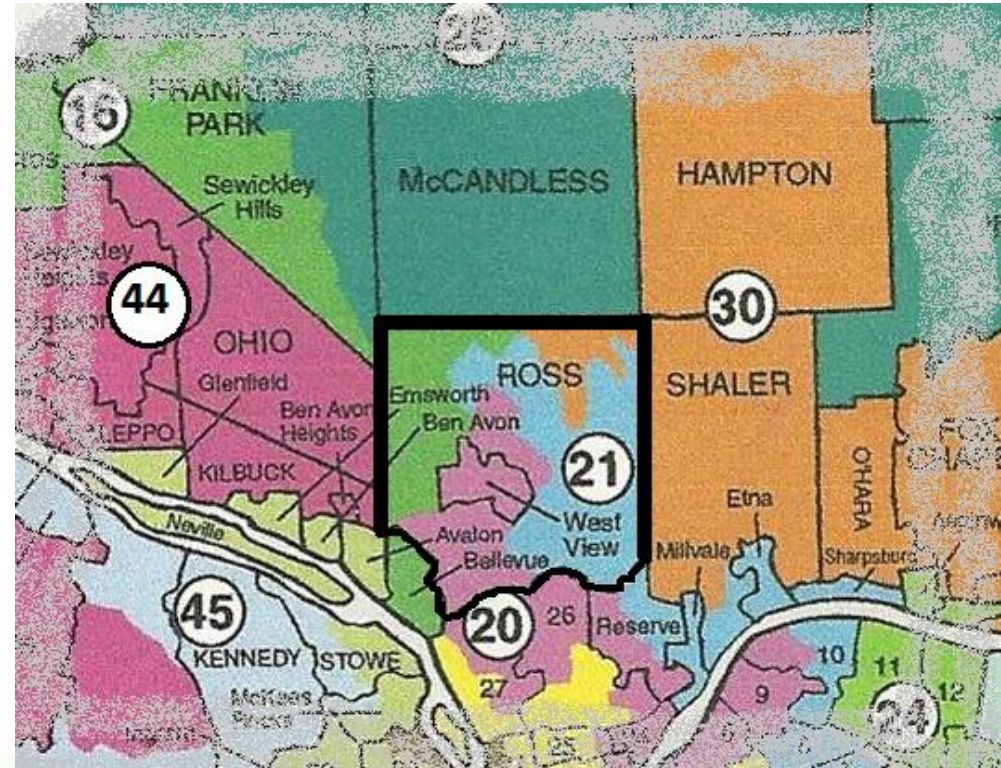 16
PARK
McCANDLESS
HAMPTON
Sewickley
Hills
44
30
OHIO
ROSS
SHALER
Glenfield
Emsworth
Ben Avon
Heights
Ben Avon
KILBUCK
21
O'HARA
Etna
Neville
West
View
Avalon
Bellevue
Millvale
Sharpsburg
45
20
26
Reserve
KENNEDY
STOWE
10
11
12
27
9
24